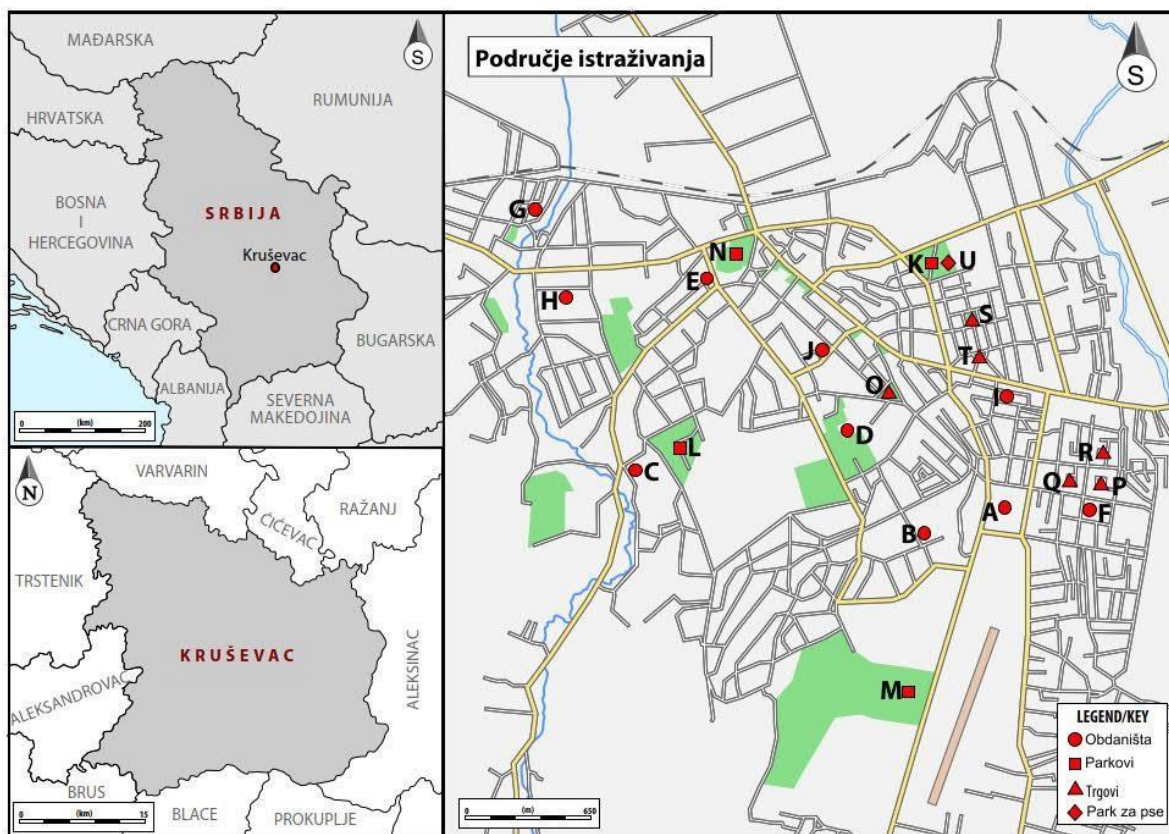 MAĐARSKA
S
HRVATSKA
RUMUNIJA
BOSNA
I
HERCEGOVINA
SRBIJA
Kruševac
CRNA GORA
BUGARSKA
ALBANIJA
SEVERNA
MAKEDOJINA
0 (km) 200
N
VARVARIN
ĆIĆEVAC
RAŽANJ
TRSTENIK
KRUŠEVAC
ALEKSANDROVAC
ALEKSINAC
BRUS
BLACE
PROKUPLJE
0 (km) 15
Područje istraživanja
S
G
N
K
U
E
H
S
J
T
O
I
D
L
C
R
Q
P
A
F
B
M
0 (m) 650
LEGEND/KEY
Obdaništa
Parkovi
Trgovi
Park za pse